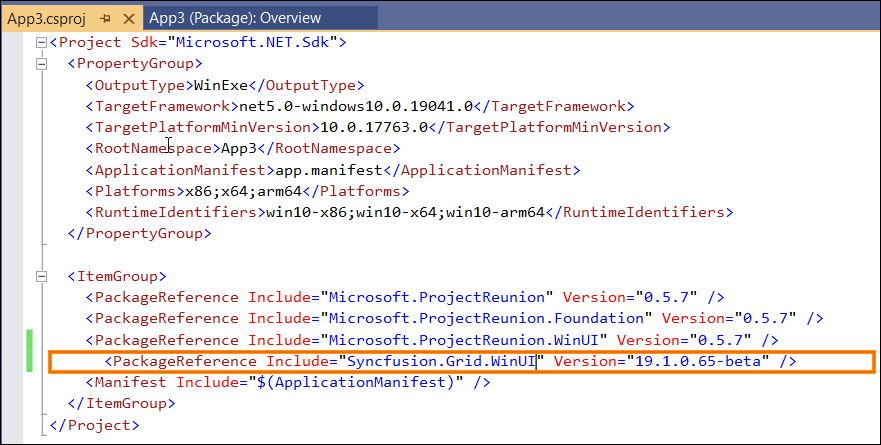 App3.csproj App3 (Package): Overview
<Project Sdk="Microsoft.NET.Sdk">
<PropertyGroup>
<OutputType>WinExe</OutputType>
<TargetFramework>net5.0-windows10.0.19041.0</TargetFramework>
<TargetPlatformMinVersion>10.0.17763.0</TargetPlatformMinVersion>
<RootNamespace>App3</RootNamespace>
<ApplicationManifest>app.manifest</ApplicationManifest>
<Platforms>x86;x64;arm64</Platforms>
<RuntimeIdentifiers>win10-x86;win10-x64;win10-arm64</RuntimeIdentifiers>
</PropertyGroup>
<ItemGroup>
<PackageReference Include="Microsoft.ProjectReunion" Version="0.5.7" />
<PackageReference Include="Microsoft.ProjectReunion.Foundation" Version="0.5.7" />
<PackageReference Include="Microsoft.ProjectReunion.WinUI" Version="0.5.7" />
<PackageReference Include="Syncfusion.Grid.WinUI" Version="19.1.0.65-beta" />
<Manifest Include="$(ApplicationManifest)" />
</ItemGroup>
</Project>